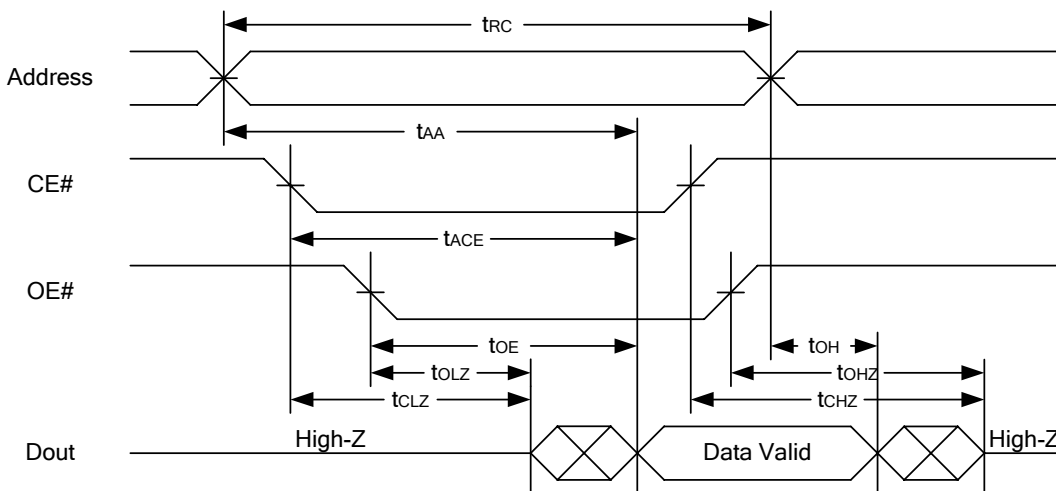 tRC
Address
tAA
CE#
tACE
OE#
tOE
tOH
tOLZ
tOHZ
tCLZ
tCHZ
High-Z
High-Z
Dout
Data Valid